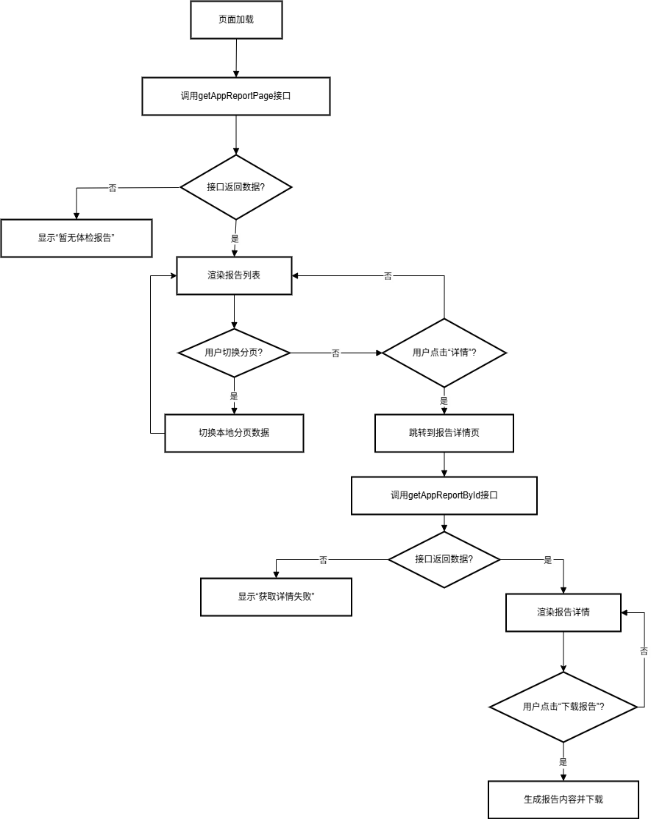 页面加载
调用getAppReportPage接口
接口返回数据?
否
显示“暂无体检报告”
是
渲染报告列表
否
用户切换分页?
否
用户点击“详情”?
是
是
切换本地分页数据
跳转到报告详情页
调用getAppReportById接口
接口返回数据?
否
是
显示“获取详情失败”
渲染报告详情
否
用户点击“下载报告”?
是
生成报告内容并下载